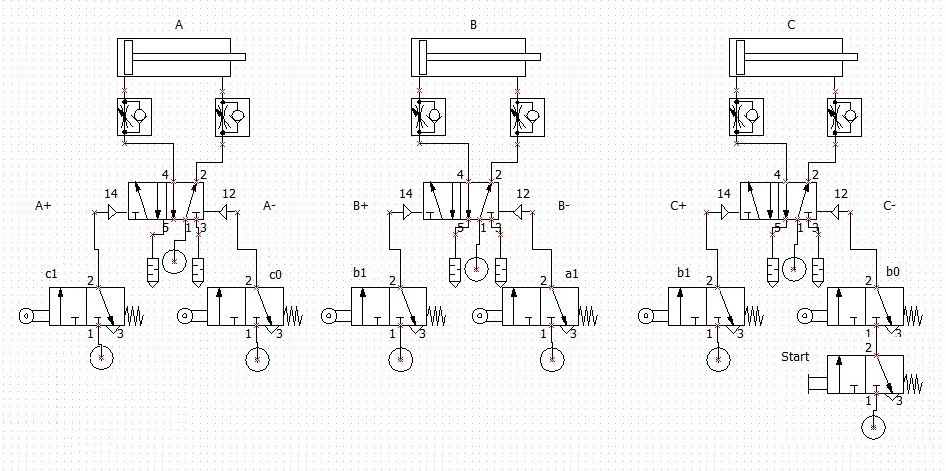 A B C
4 2 4 2 4 2
14 12 14 12 14 12
A+ A- B+ B- C+ C-
5 1 3 5 1 3 5 1 3
c1 c0 b1 a1 b1 b0
2 2 2 2 2 2
1 3 1 3 1 3 1 3 1 3 1 3
Start 2
1 3